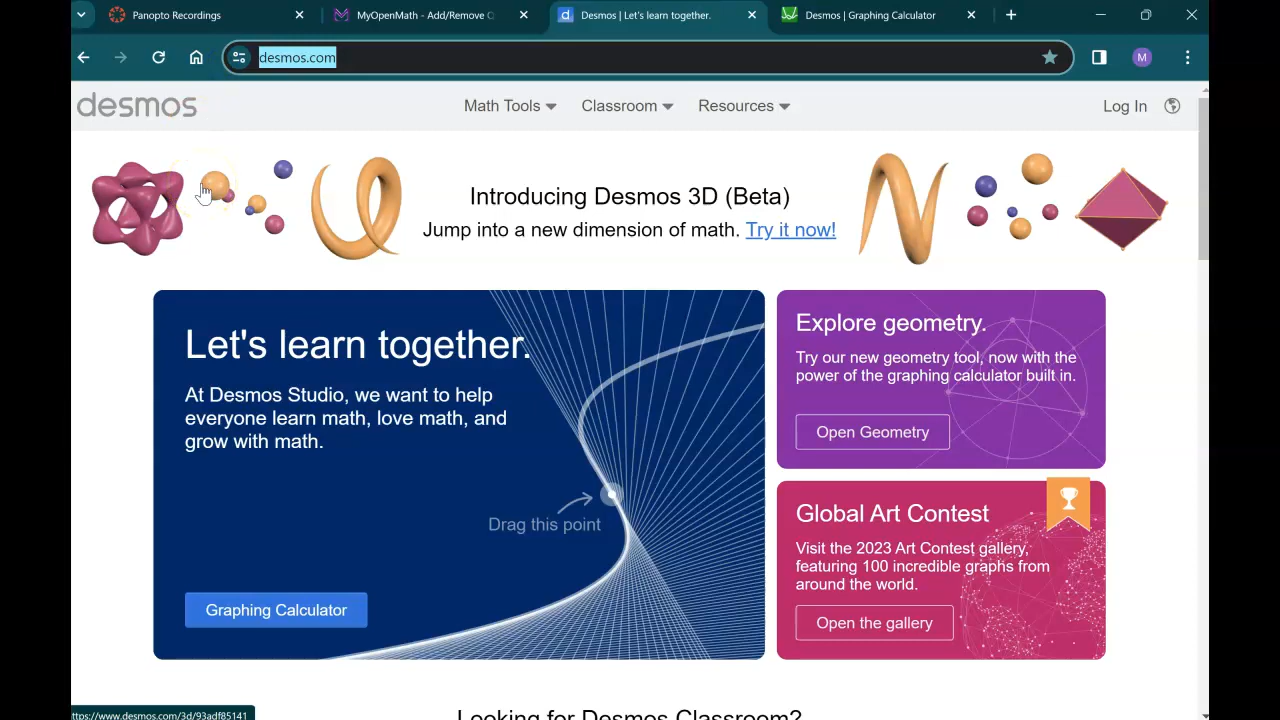 Panopto Recordings
MyOpenMath - Add/Remove C
Desmos | Let's learn together.
Desmos | Graphing Calculator
desmos.com
M
desmos
Math Tools
Classroom
Resources
Log In
Introducing Desmos 3D (Beta)
Jump into a new dimension of math. Try it now!
Let's learn together.
At Desmos Studio, we want to help
everyone learn math, love math, and
grow with math.
Drag this point
Graphing Calculator
Explore geometry.
Try our new geometry tool, now with the
power of the graphing calculator built in.
Open Geometry
Global Art Contest
Visit the 2023 Art Contest gallery,
featuring 100 incredible graphs from
around the world.
Open the gallery
Looking for Desmos Classroom?
ttps://www.desmos.com/3d/93adf85141